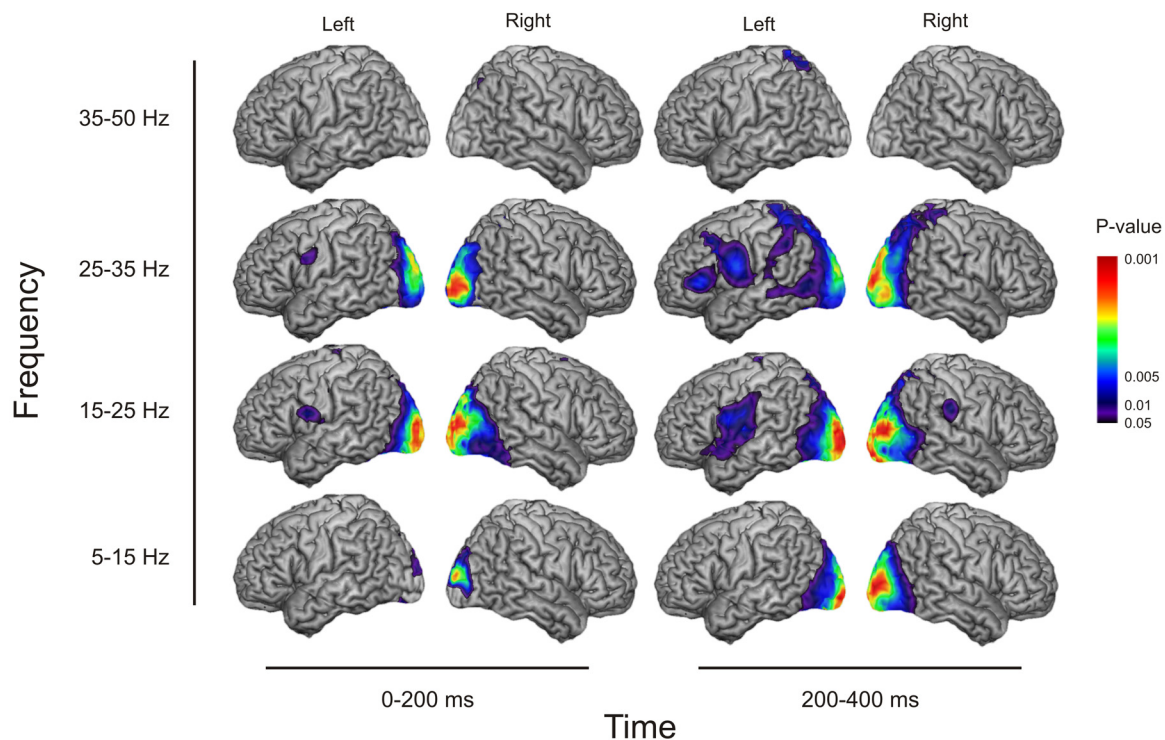 Left
Right
Left
Right
35-50 Hz
25-35 Hz
15-25 Hz
5-15 Hz
Frequency
P-value
0.001
0.005
0.01
0.05
0-200 ms
200-400 ms
Time